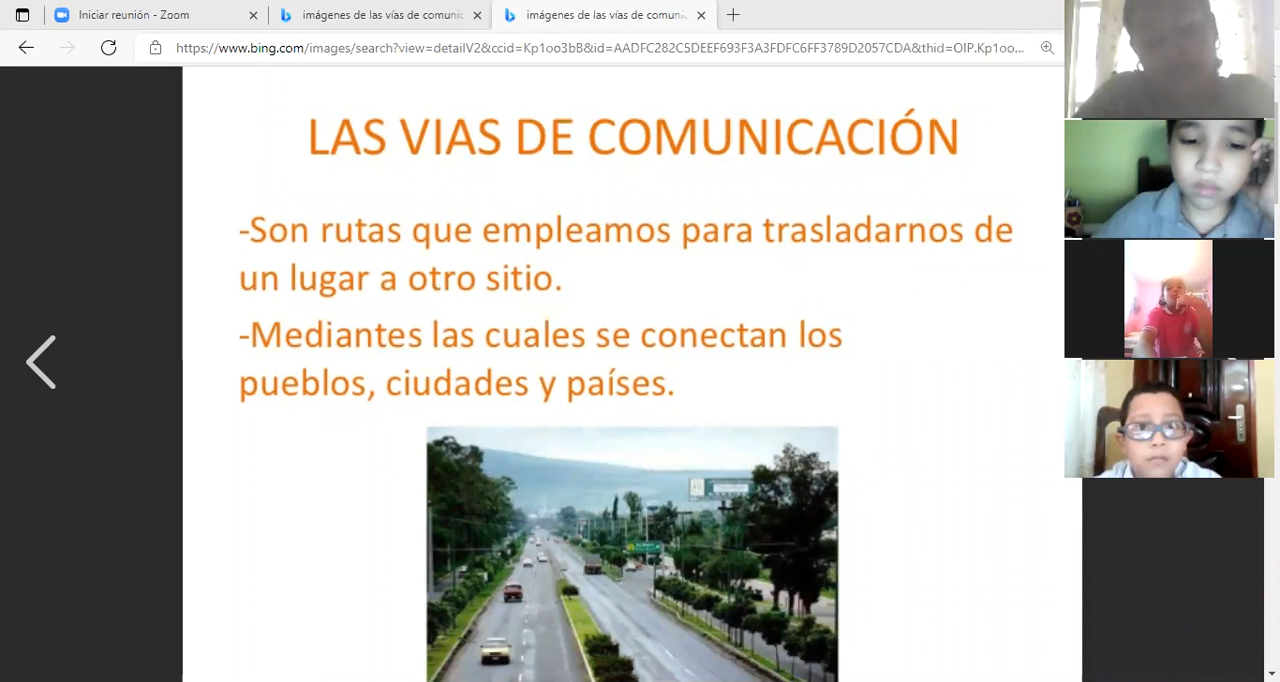 Iniciar reunión - Zoom
imágenes de las vías de comunic
imágenes de las vías de comunic
https://www.bing.com/images/search?view=detailV2&ccid=Kp1oo3bB&id=AADFC282C5DEEF693F3A3FDFC6FF3789D2057CDA&thid=OIP.Kp1oo...
LAS VIAS DE COMUNICACIÓN
-Son rutas que empleamos para trasladarnos de
un lugar a otro sitio.
-Mediantes las cuales se conectan los
pueblos, ciudades y países.